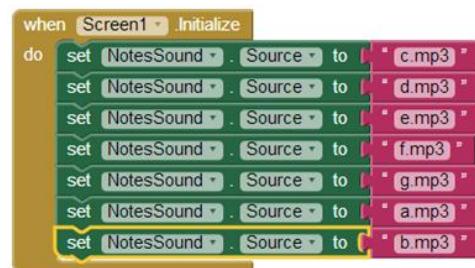 when Screen1 .Initialize
do set NotesSound . Source to " c.mp3 "
set NotesSound . Source to " d.mp3 "
set NotesSound . Source to " e.mp3 "
set NotesSound . Source to " f.mp3 "
set NotesSound . Source to " g.mp3 "
set NotesSound . Source to " a.mp3 "
set NotesSound . Source to " b.mp3 "